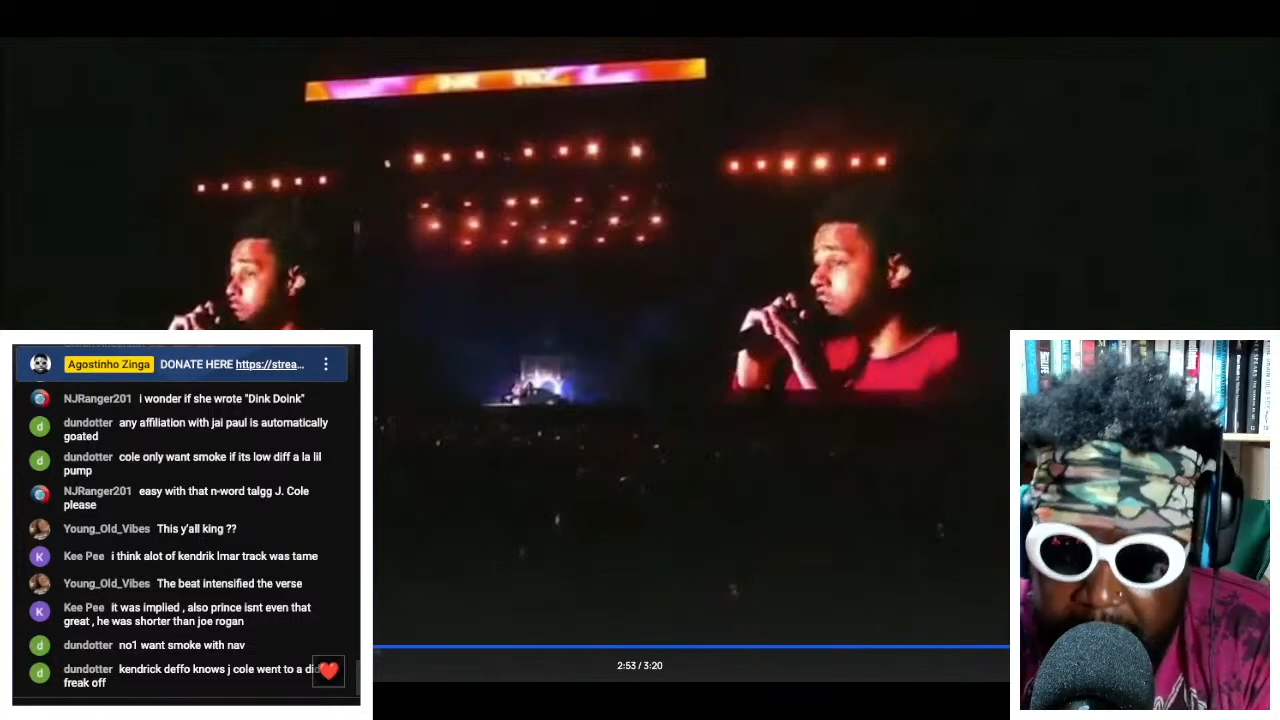 Agostinho Zinga DONATE HERE https://strea...
NJRanger201 i wonder if she wrote "Dink Doink"
dundotter any affiliation with jai paul is automatically
goated
dundotter cole only want smoke if its low diff a la lil
pump
NJRanger201 easy with that n-word talgg J. Cole
please
Young_Old_Vibes This y'all king ??
Kee Pee i think alot of kendrik lmar track was tame
Young_Old_Vibes The beat intensified the verse
Kee Pee it was implied , also prince isnt even that
great , he was shorter than joe rogan
dundotter no1 want smoke with nav
dundotter kendrick deffo knows j cole went to a
freak off
d
d
K
K
d
d
2:53 / 3:20